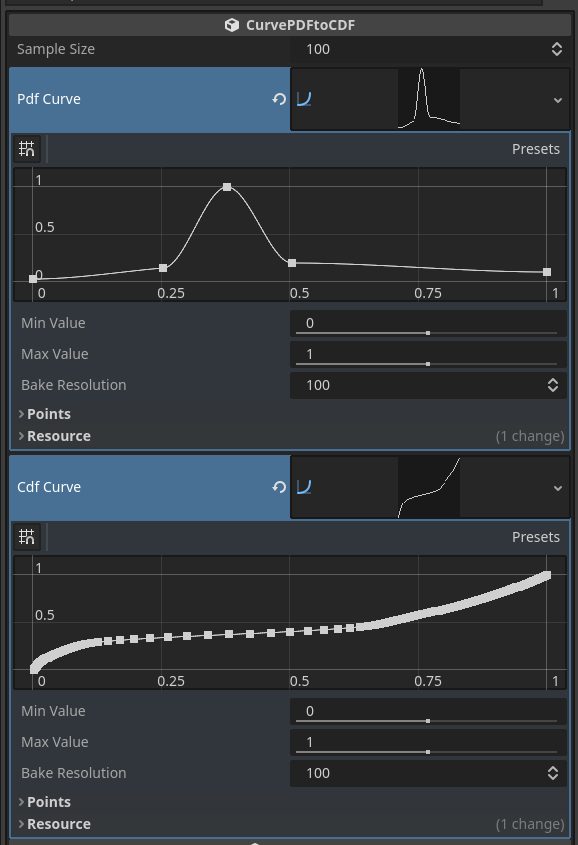 CurvePDFtoCDF
Sample Size 100
Pdf Curve
Presets
1
0.5
0
0 0.25 0.5 0.75 1
Min Value 0
Max Value 1
Bake Resolution 100
Points
Resource (1 change)
Cdf Curve
Presets
1
0.5
0 0.25 0.5 0.75 1
Min Value 0
Max Value 1
Bake Resolution 100
Points
Resource (1 change)